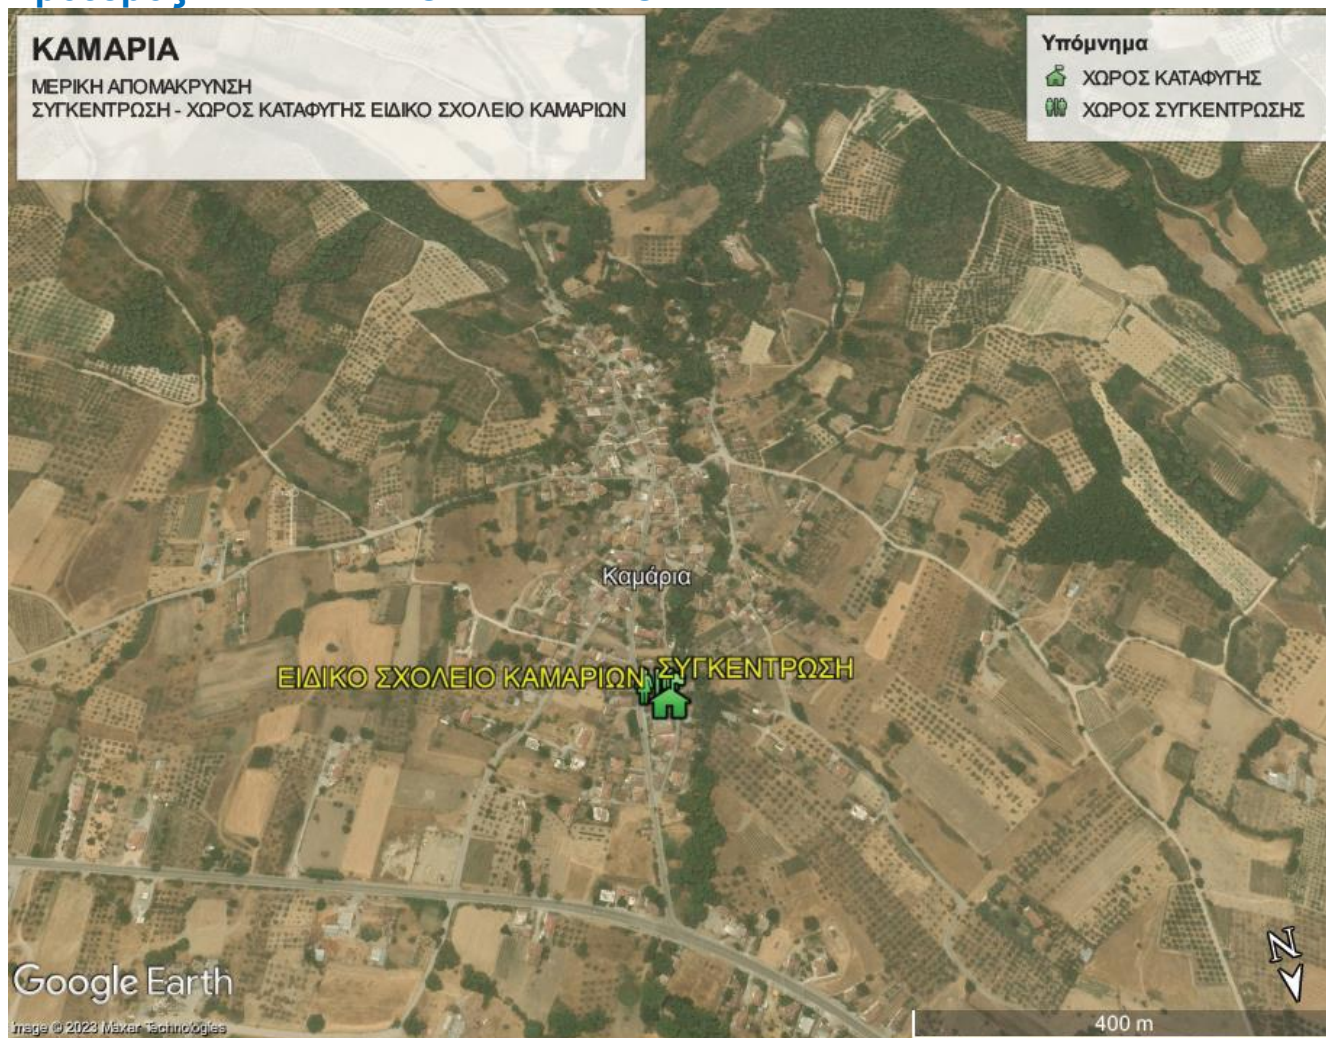 ΚΑΜΑΡΙΑ
ΜΕΡΙΚΗ ΑΠΟΜΑΚΡΥΝΣΗ
ΣΥΓΚΕΝΤΡΩΣΗ - ΧΩΡΟΣ ΚΑΤΑΦΥΓΗΣ ΕΙΔΙΚΟ ΣΧΟΛΕΙΟ ΚΑΜΑΡΙΩΝ
Υπόμνημα
ΧΩΡΟΣ ΚΑΤΑΦΥΓΗΣ
ΧΩΡΟΣ ΣΥΓΚΕΝΤΡΩΣΗΣ
Καμάρια
ΕΙΔΙΚΟ ΣΧΟΛΕΙΟ ΚΑΜΑΡΙΩΝ
ΣΥΓΚΕΝΤΡΩΣΗ
N
Google Earth
Image © 2023 Maxar Technologies
400 m